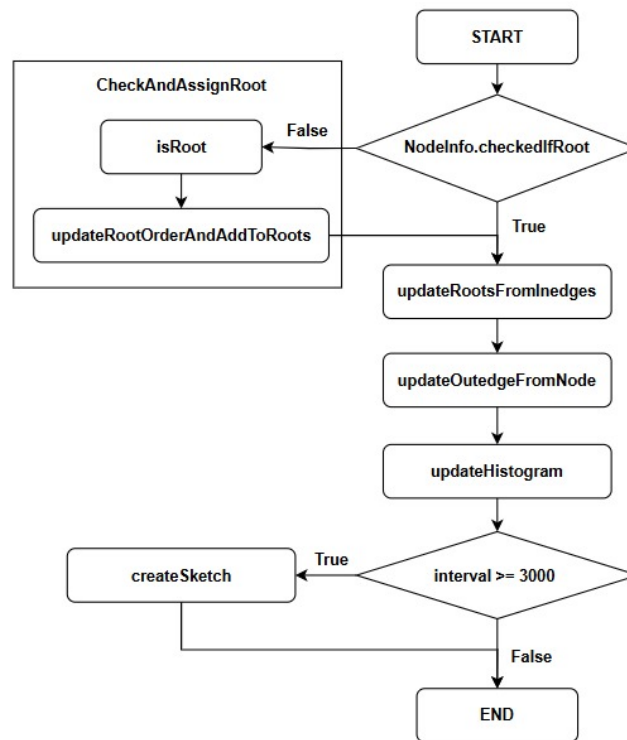 START
CheckAndAssignRoot
False
isRoot
NodeInfo.checkedIfRoot
updateRootOrderAndAddToRoots
True
updateRootsFromInedges
updateOutedgeFromNode
updateHistogram
True
createSketch
interval >= 3000
False
END